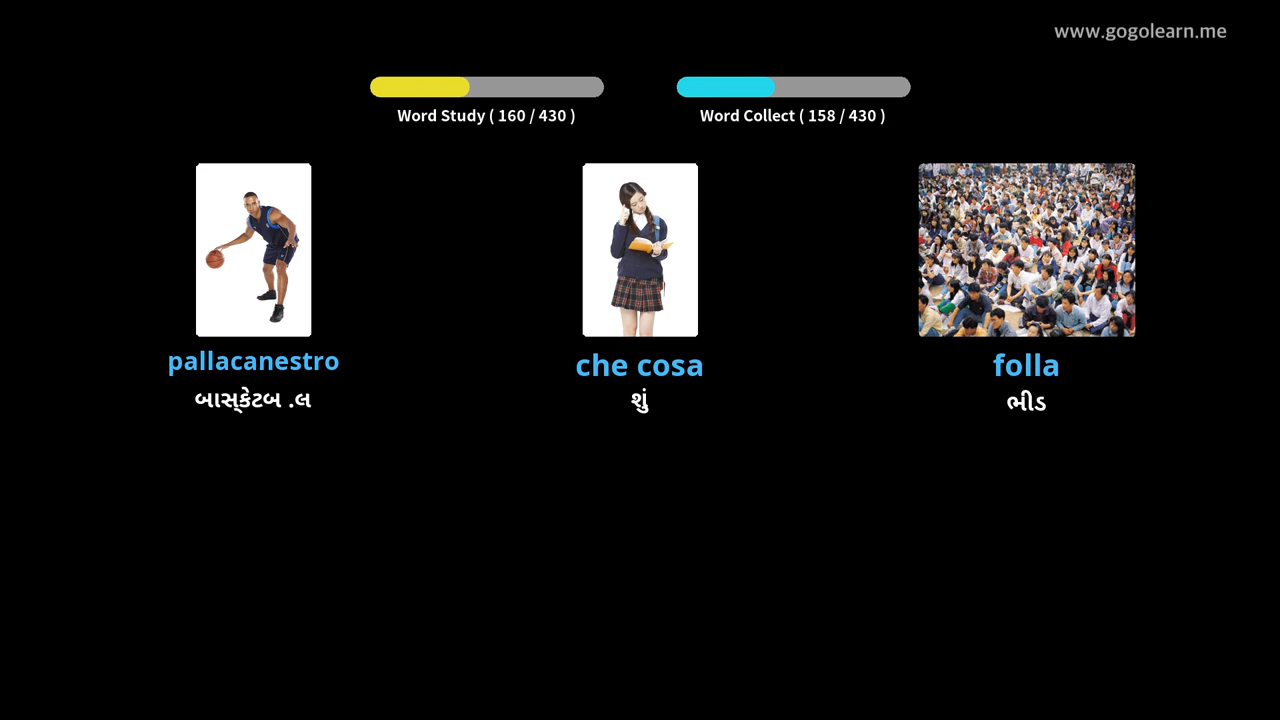 www.gogolearn.me
Word Study ( 160 / 430 )
Word Collect ( 158 / 430 )
pallacanestro
che cosa
folla
બાસ્કેટબ .લ
શું
ભીડ